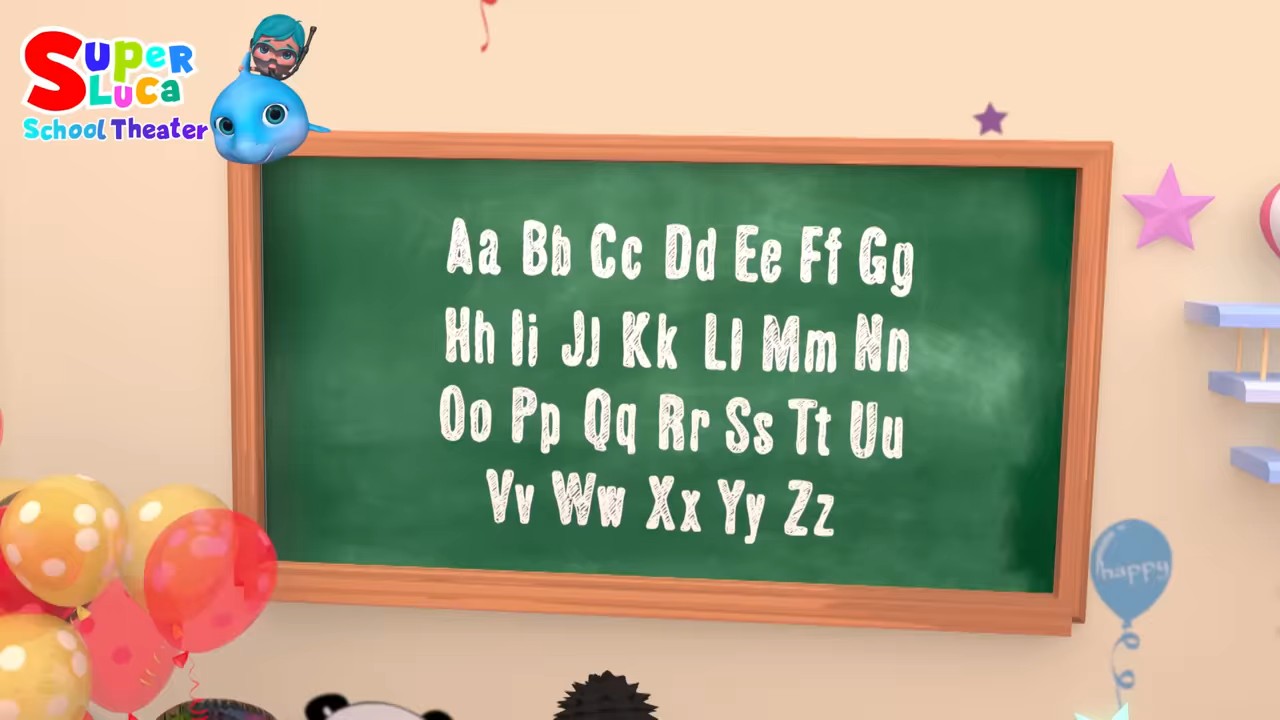 SUPER
LUCA
School Theater
Aa Bb Cc Dd Ee Ff Gg
Hh Ii Jj Kk Ll Mm Nn
Oo Pp Qq Rr Ss Tt Uu
Vv Ww Xx Yy Zz
happy